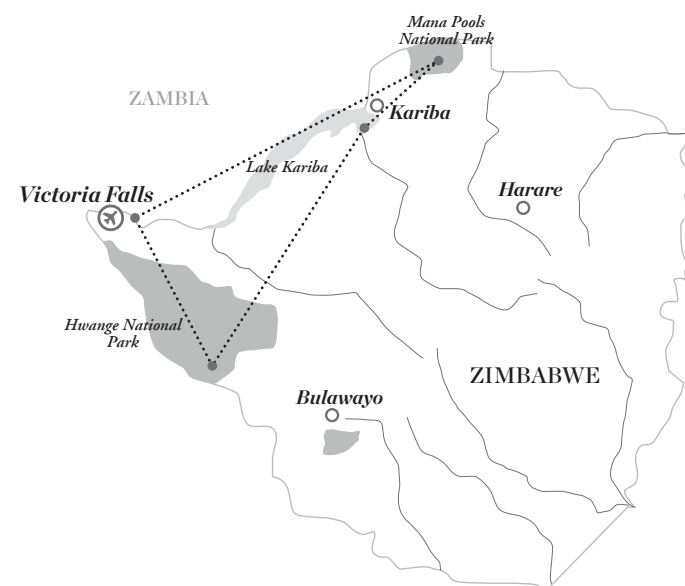 Mana Pools
National Park
ZAMBIA
Kariba
Lake Kariba
Victoria Falls
Harare
Hwange National
Park
ZIMBABWE
Bulawayo